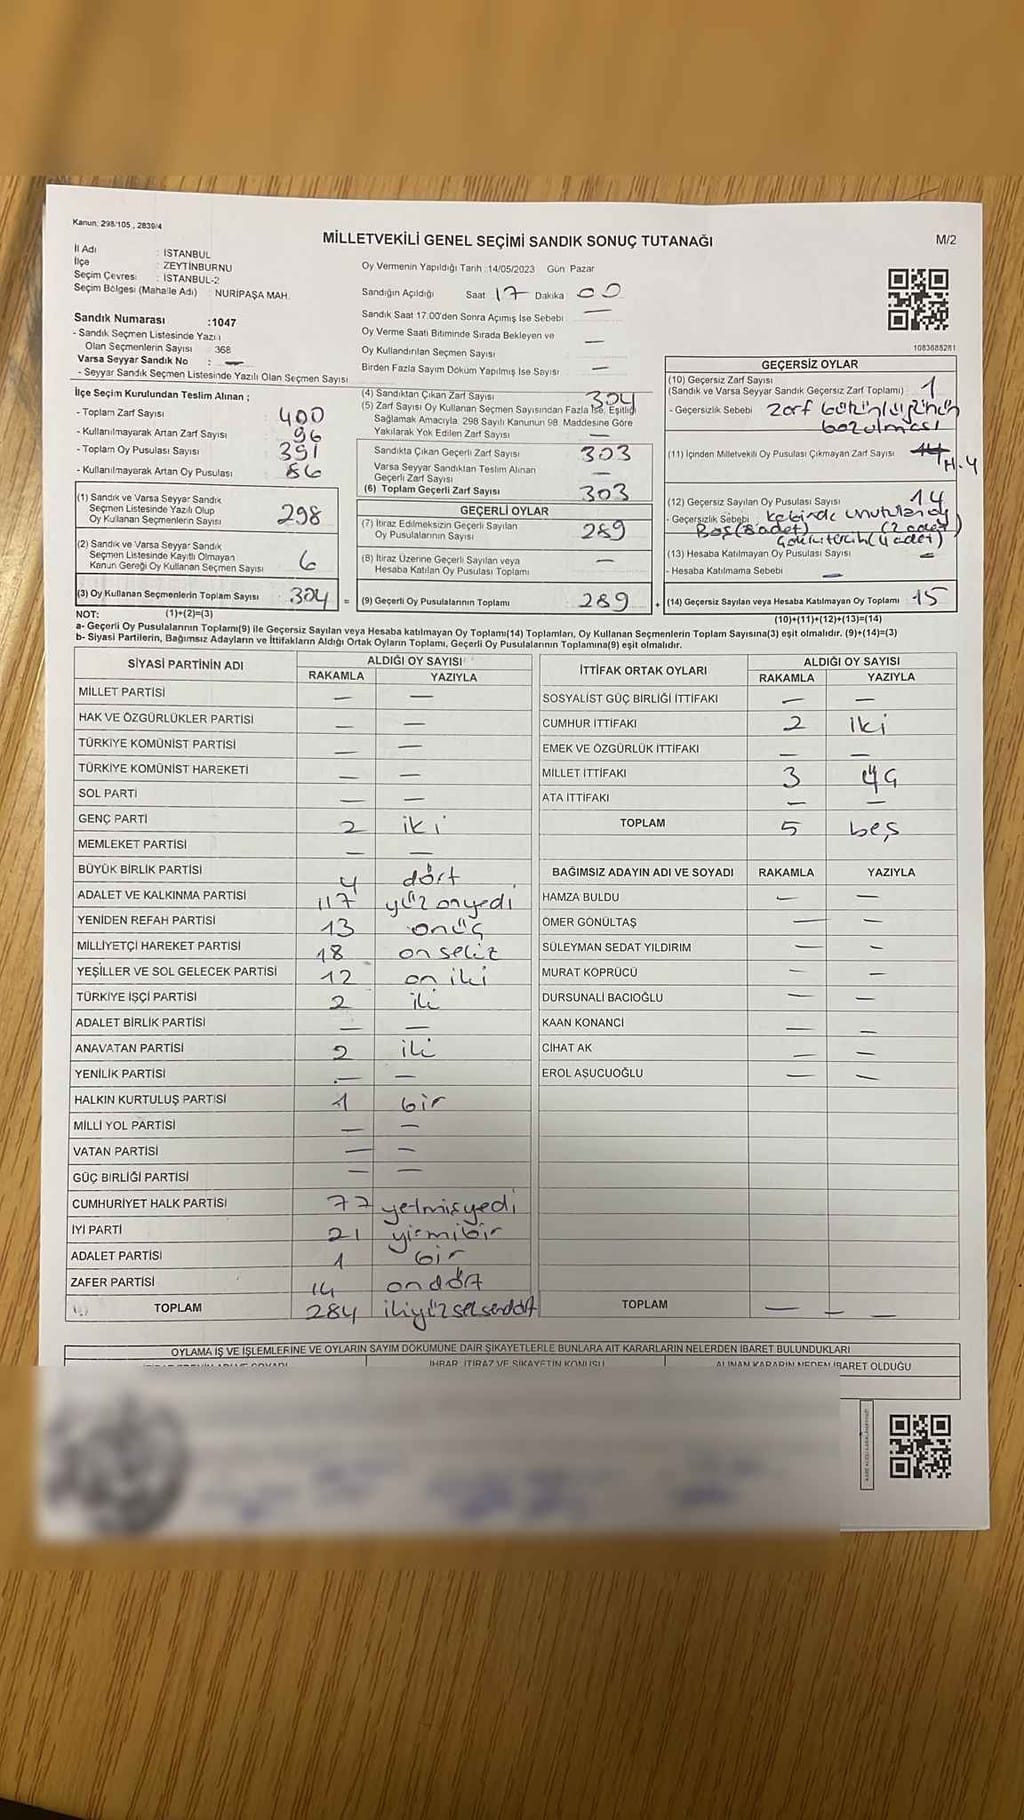 Kanun: 298/105 , 2839/4
MİLLETVEKİLİ GENEL SEÇİMİ SANDIK SONUÇ TUTANAĞI
M/2
İl Adı : İSTANBUL
İlçe : ZEYTİNBURNU
Seçim Çevresi : İSTANBUL-2
Seçim Bölgesi (Mahalle Adı) : NURİPAŞA MAH.
Oy Vermenin Yapıldığı Tarih :14/05/2023 Gün Pazar
Sandığın Açıldığı Saat 17 Dakika 00
Sandık Saat 17.00'den Sonra Açılmış İse Sebebi —
Oy Verme Saati Bitiminde Sırada Bekleyen ve
Oy Kullandırılan Seçmen Sayısı —
Birden Fazla Sayım Döküm Yapılmış İse Sayısı —
Sandık Numarası :1047
- Sandık Seçmen Listesinde Yazılı
Olan Seçmenlerin Sayısı : 368
Varsa Seyyar Sandık No : —
- Seyyar Sandık Seçmen Listesinde Yazılı Olan Seçmen Sayısı
1083688281
İlçe Seçim Kurulundan Teslim Alınan ;
- Toplam Zarf Sayısı 400
- Kullanılmayarak Artan Zarf Sayısı 96
- Toplam Oy Pusulası Sayısı 391
- Kullanılmayarak Artan Oy Pusulası 86
(1) Sandık ve Varsa Seyyar Sandık
Seçmen Listesinde Yazılı Olup
Oy Kullanan Seçmenlerin Sayısı 298
(2) Sandık ve Varsa Seyyar Sandık
Seçmen Listesinde Kayıtlı Olmayan
Kanun Gereği Oy Kullanan Seçmen Sayısı 6
(3) Oy Kullanan Seçmenlerin Toplam Sayısı 304 =
(1)+(2)=(3)
(4) Sandıktan Çıkan Zarf Sayısı 304
(5) Zarf Sayısı Oy Kullanan Seçmen Sayısından Fazla İse, Eşitliği
Sağlamak Amacıyla, 298 Sayılı Kanunun 98. Maddesine Göre
Yakılarak Yok Edilen Zarf Sayısı —
Sandıkta Çıkan Geçerli Zarf Sayısı 303
Varsa Seyyar Sandıktan Teslim Alınan
Geçerli Zarf Sayısı —
(6) Toplam Geçerli Zarf Sayısı 303
GEÇERLİ OYLAR
(7) İtiraz Edilmeksizin Geçerli Sayılan
Oy Pusulasının Sayısı 289
(8) İtiraz Üzerine Geçerli Sayılan veya
Hesaba Katılan Oy Pusulası Toplamı —
(9) Geçerli Oy Pusulalarının Toplamı 289 +
GEÇERSİZ OYLAR
(10) Geçersiz Zarf Sayısı
(Sandık ve Varsa Seyyar Sandık Geçersiz Zarf Toplamı) 1
- Geçersizlik Sebebi Zarf bütünlüğünün
bozulması
(11) İçinden Milletvekili Oy Pusulası Çıkmayan Zarf Sayısı
(12) Geçersiz Sayılan Oy Pusulası Sayısı 14
- Geçersizlik Sebebi kabinde unutulan oy
Boş (8 adet) (2 adet)
Çoklu tercih (4 adet)
(13) Hesaba Katılmayan Oy Pusulası Sayısı —
- Hesaba Katılmama Sebebi —
(14) Geçersiz Sayılan veya Hesaba Katılmayan Oy Toplamı 15
(10)+(11)+(12)+(13)=(14)
NOT:
a- Geçerli Oy Pusulalarının Toplamı(9) ile Geçersiz Sayılan veya Hesaba katılmayan Oy Toplamı(14) Toplamları, Oy Kullanan Seçmenlerin Toplam Sayısına(3) eşit olmalıdır. (9)+(14)=(3)
b- Siyasi Partilerin, Bağımsız Adayların ve İttifakların Aldığı Ortak Oyların Toplamı, Geçerli Oy Pusulalarının Toplamına(9) eşit olmalıdır.
SİYASİ PARTİNİN ADI ALDIĞI OY SAYISI
RAKAMLA YAZIYLA
MİLLET PARTİSİ — —
HAK VE ÖZGÜRLÜKLER PARTİSİ — —
TÜRKİYE KOMÜNİST PARTİSİ — —
TÜRKİYE KOMÜNİST HAREKETİ — —
SOL PARTİ — —
GENÇ PARTİ 2 iki
MEMLEKET PARTİSİ — —
BÜYÜK BİRLİK PARTİSİ 4 dört
ADALET VE KALKINMA PARTİSİ 117 yüz onyedi
YENİDEN REFAH PARTİSİ 13 onüç
MİLLİYETÇİ HAREKET PARTİSİ 18 on sekiz
YEŞİLLER VE SOL GELECEK PARTİSİ 12 on iki
TÜRKİYE İŞÇİ PARTİSİ 2 iki
ADALET BİRLİK PARTİSİ — —
ANAVATAN PARTİSİ 2 iki
YENİLİK PARTİSİ — —
HALKIN KURTULUŞ PARTİSİ 1 bir
MİLLİ YOL PARTİSİ — —
VATAN PARTİSİ — —
GÜÇ BİRLİĞİ PARTİSİ — —
CUMHURİYET HALK PARTİSİ 77 yetmişyedi
İYİ PARTİ 21 yirmibir
ADALET PARTİSİ 1 bir
ZAFER PARTİSİ 14 ondört
TOPLAM 284 ikiyüzseksendört
İTTİFAK ORTAK OYLARI ALDIĞI OY SAYISI
RAKAMLA YAZIYLA
SOSYALİST GÜÇ BİRLİĞİ İTTİFAKI — —
CUMHUR İTTİFAKI 2 iki
EMEK VE ÖZGÜRLÜK İTTİFAKI — —
MİLLET İTTİFAKI 3 üç
ATA İTTİFAKI — —
TOPLAM 5 beş
BAĞIMSIZ ADAYIN ADI VE SOYADI RAKAMLA YAZIYLA
HAMZA BULDU — —
ÖMER GÖNÜLTAŞ — —
SÜLEYMAN SEDAT YILDIRIM — —
MURAT KÖPRÜCÜ — —
DURSUNALİ BACIOĞLU — —
KAAN KONANCI — —
CİHAT AK — —
EROL AŞUCUOĞLU — —
TOPLAM — — —
OYLAMA İŞ VE İŞLEMLERİNE VE OYLARIN SAYIM DÖKÜMÜNE DAİR ŞİKAYETLERLE BUNLARA AİT KARARLARIN NELERDEN İBARET BULUNDUKLARI
İHBAR, İTİRAZ VE ŞİKAYETİN KONUSU
ALINAN KARARIN NEDEN İBARET OLDUĞU